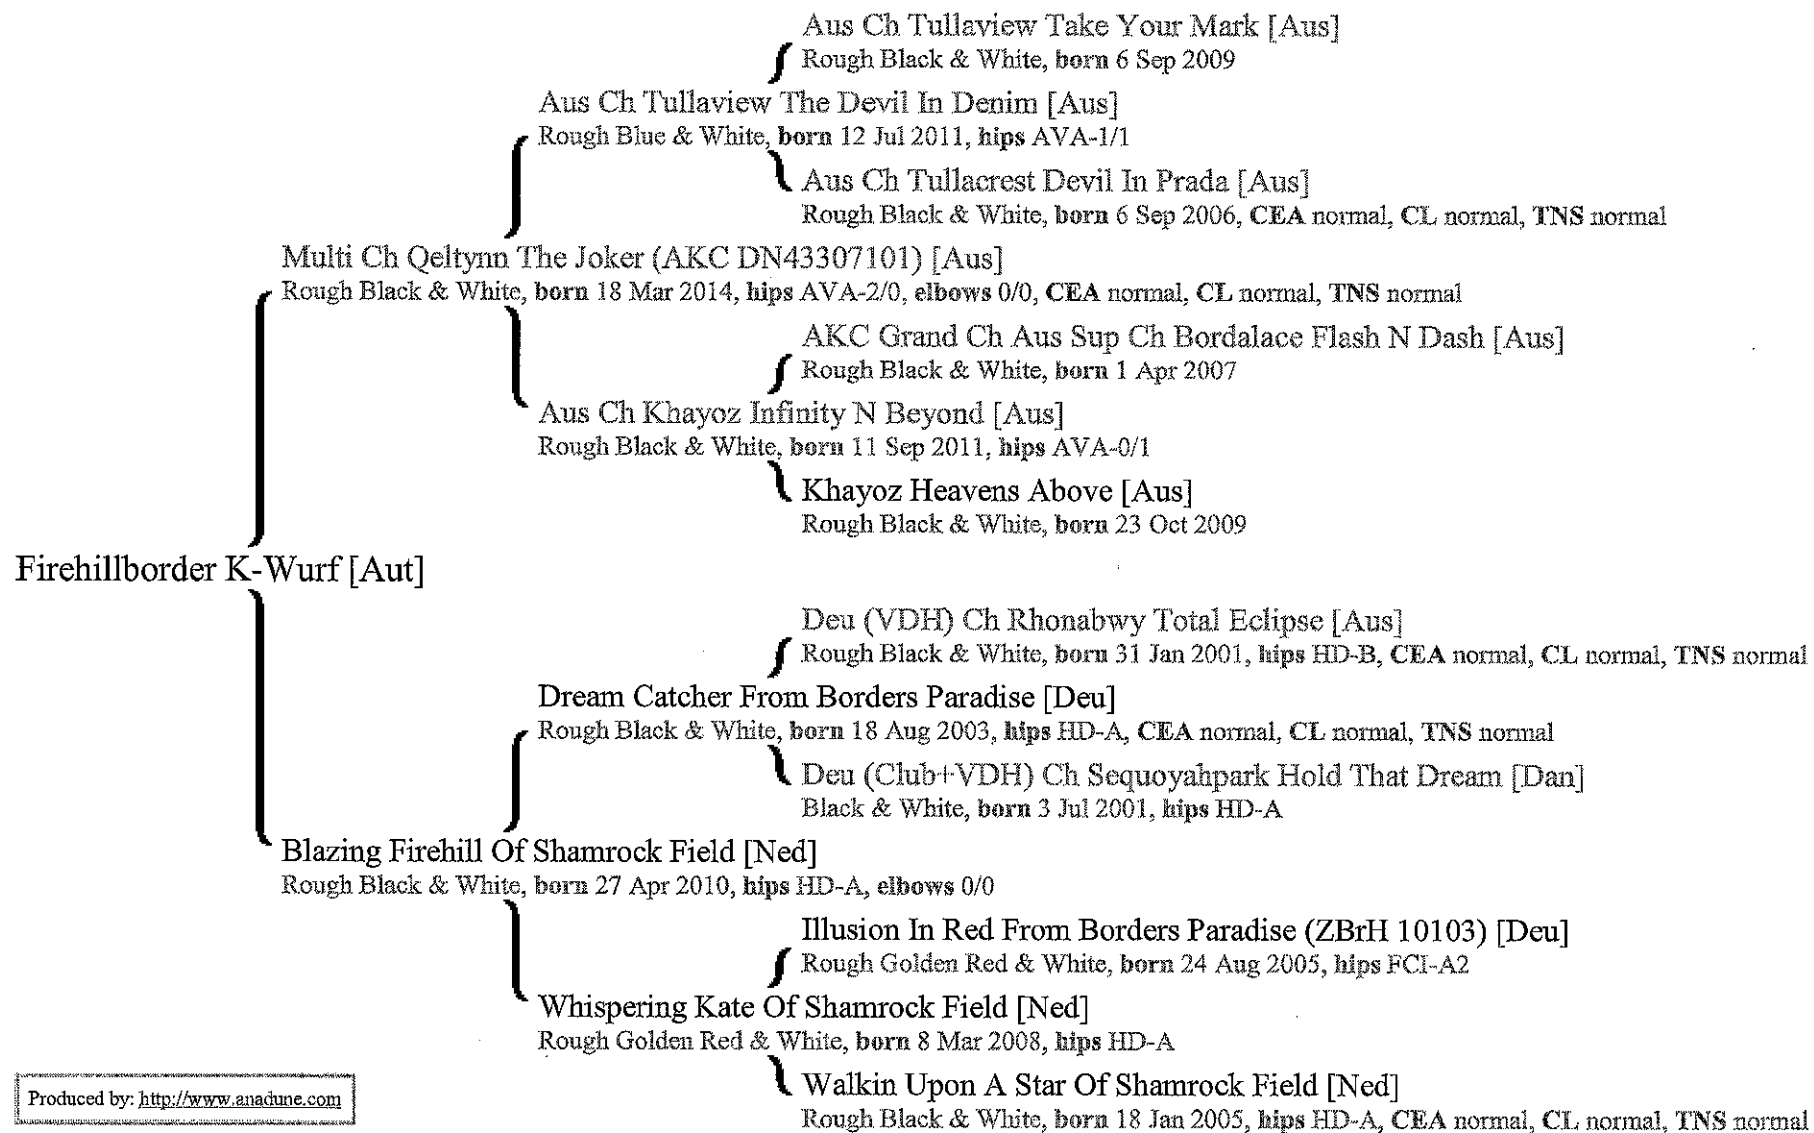 Aus Ch Tullaview Take Your Mark [Aus]
Rough Black & White, born 6 Sep 2009
Aus Ch Tullaview The Devil In Denim [Aus]
Rough Blue & White, born 12 Jul 2011, hips AVA-1/1
Aus Ch Tullacrest Devil In Prada [Aus]
Rough Black & White, born 6 Sep 2006, CEA normal, CL normal, TNS normal
Multi Ch Qeltynn The Joker (AKC DN43307101) [Aus]
Rough Black & White, born 18 Mar 2014, hips AVA-2/0, elbows 0/0, CEA normal, CL normal, TNS normal
AKC Grand Ch Aus Sup Ch Bordalace Flash N Dash [Aus]
Rough Black & White, born 1 Apr 2007
Aus Ch Khayoz Infinity N Beyond [Aus]
Rough Black & White, born 11 Sep 2011, hips AVA-0/1
Khayoz Heavens Above [Aus]
Rough Black & White, born 23 Oct 2009
Firehillborder K-Wurf [Aut]
Deu (VDH) Ch Rhonabwy Total Eclipse [Aus]
Rough Black & White, born 31 Jan 2001, hips HD-B, CEA normal, CL normal, TNS normal
Dream Catcher From Borders Paradise [Deu]
Rough Black & White, born 18 Aug 2003, hips HD-A, CEA normal, CL normal, TNS normal
Deu (Club+VDH) Ch Sequoyahpark Hold That Dream [Dan]
Black & White, born 3 Jul 2001, hips HD-A
Blazing Firehill Of Shamrock Field [Ned]
Rough Black & White, born 27 Apr 2010, hips HD-A, elbows 0/0
Illusion In Red From Borders Paradise (ZBrH 10103) [Deu]
Rough Golden Red & White, born 24 Aug 2005, hips FCI-A2
Whispering Kate Of Shamrock Field [Ned]
Rough Golden Red & White, born 8 Mar 2008, hips HD-A
Walkin Upon A Star Of Shamrock Field [Ned]
Rough Black & White, born 18 Jan 2005, hips HD-A, CEA normal, CL normal, TNS normal
Produced by: http://www.anadune.com